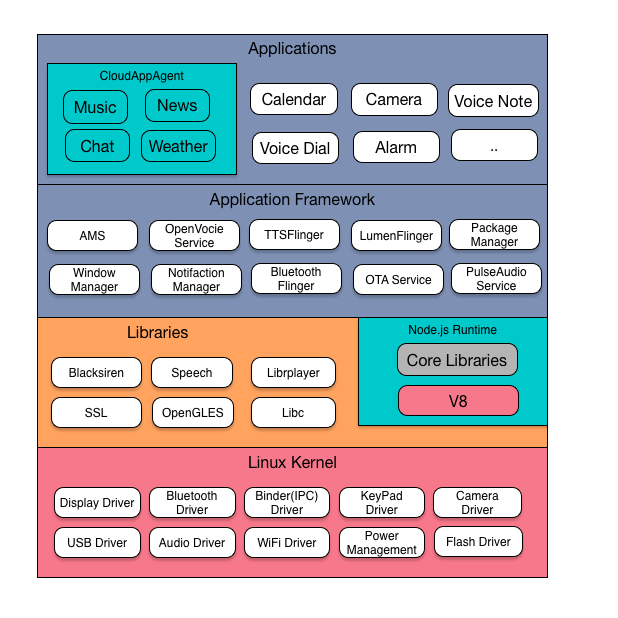 Applications
CloudAppAgent
Music
News
Chat
Weather
Calendar
Camera
Voice Note
Voice Dial
Alarm
..
Application Framework
AMS
OpenVocie
Service
TTSFlinger
LumenFlinger
Package
Manager
Window
Manager
Notifaction
Manager
Bluetooth
Flinger
OTA Service
PulseAudio
Service
Libraries
Blacksiren
Speech
Librplayer
SSL
OpenGLES
Libc
Node.js Runtime
Core Libraries
V8
Linux Kernel
Display Driver
Bluetooth
Driver
Binder(IPC)
Driver
KeyPad
Driver
Camera
Driver
USB Driver
Audio Driver
WiFi Driver
Power
Management
Flash Driver